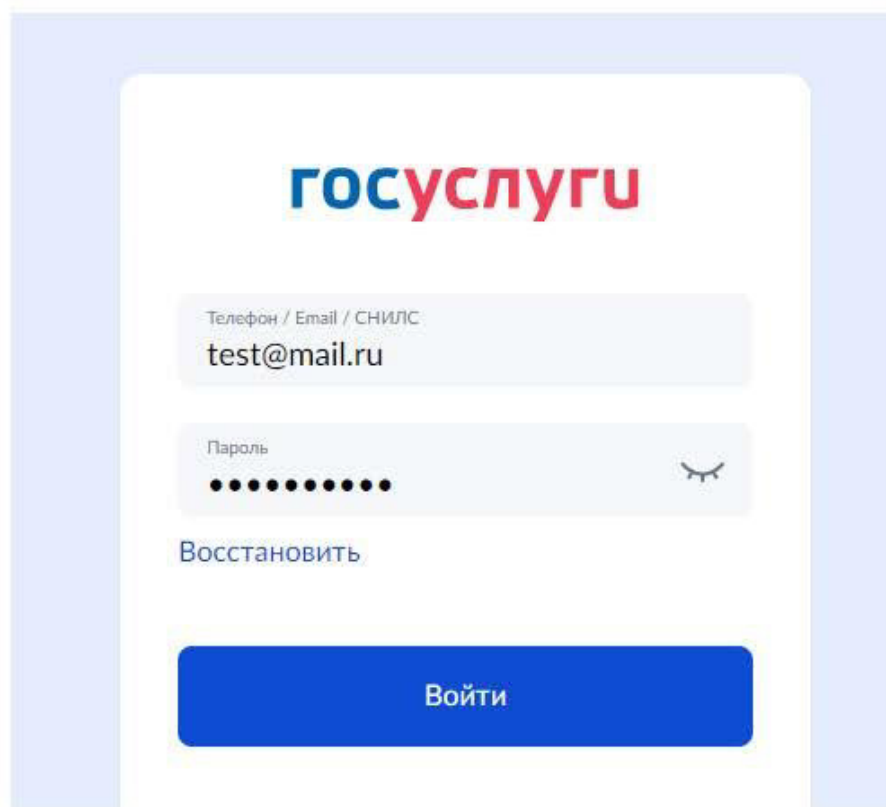 госуслуги
Телефон / Email / СНИЛС
test@mail.ru
Пароль
••••••••••
Восстановить
Войти